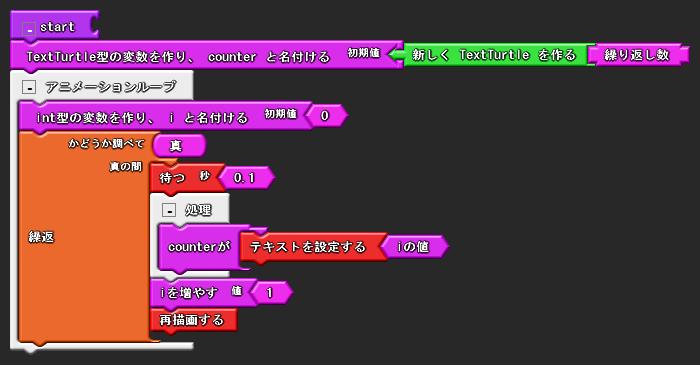 - start
TextTurtle型の変数を作り、 counter と名付ける 初期値 新しく TextTurtle を作る 繰り返し数
- アニメーションループ
int型の変数を作り、 i と名付ける 初期値 0
かどうか調べて 真
真の間
待つ 秒 0.1
- 処理
繰返
counterが テキストを設定する iの値
iを増やす 値 1
再描画する